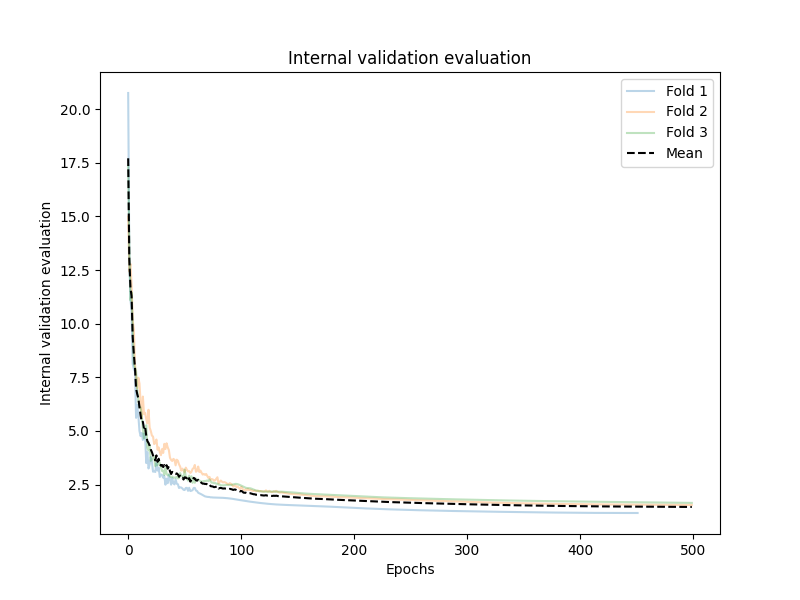 Internal validation evaluation
Fold 1
Fold 2
Fold 3
Mean
Internal validation evaluation
20.0
17.5
15.0
12.5
10.0
7.5
5.0
2.5
0
100
200
300
400
500
Epochs